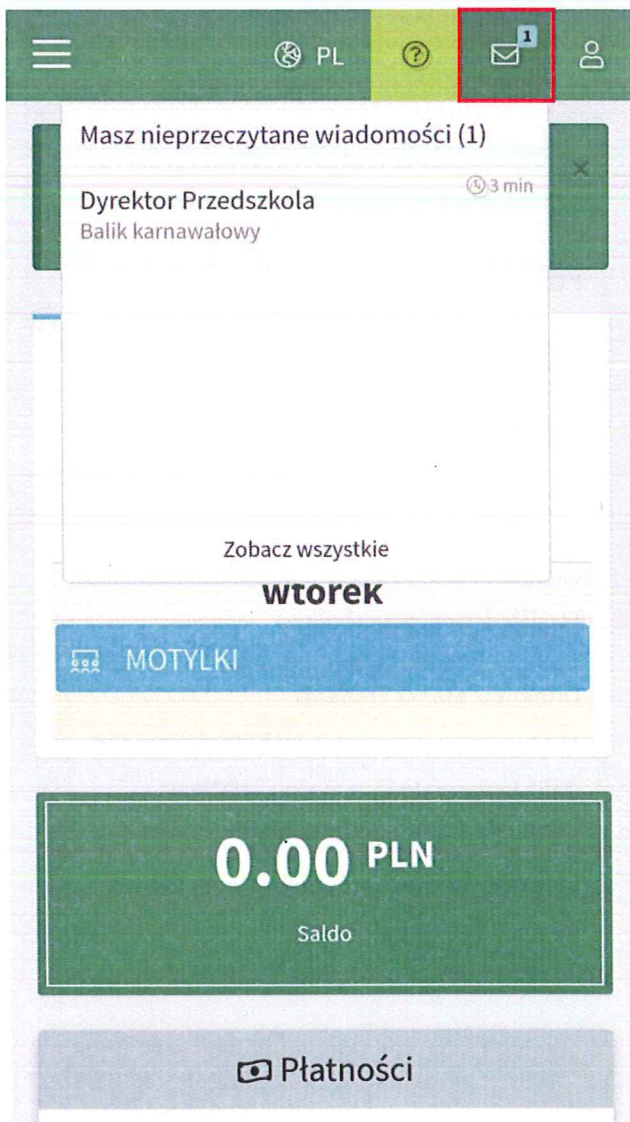 PL
1
Masz nieprzeczytane wiadomości (1)
Dyrektor Przedszkola
3 min
Balik karnawałowy
Zobacz wszystkie
wtorek
MOTYLKI
0.00 PLN
Saldo
Płatności